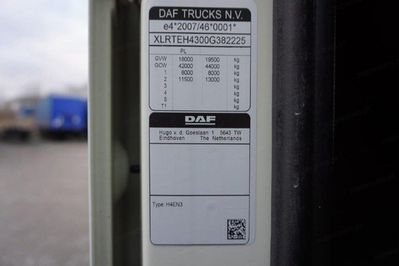 DAF TRUCKS N.V.
e4*2007/46*0001*
XLRTEH4300G382225
PL
GVW 18000 19500 kg
GCW 42000 44000 kg
1 8000 8000 kg
2 11500 13000 kg
3 kg
4 kg
5 kg
T1 kg
DAF
Hugo v. d. Goeslaan 1 5643 TW
Eindhoven The Netherlands
Type: H4EN3